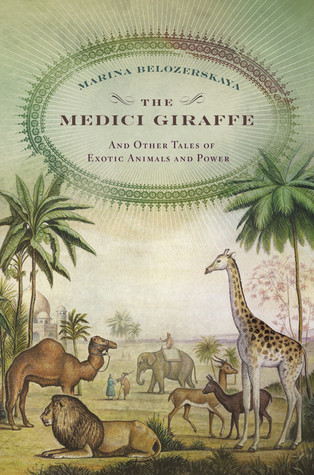 MARINA BELOZERSKAYA
THE
MEDICI GIRAFFE
AND OTHER TALES OF
EXOTIC ANIMALS AND POWER